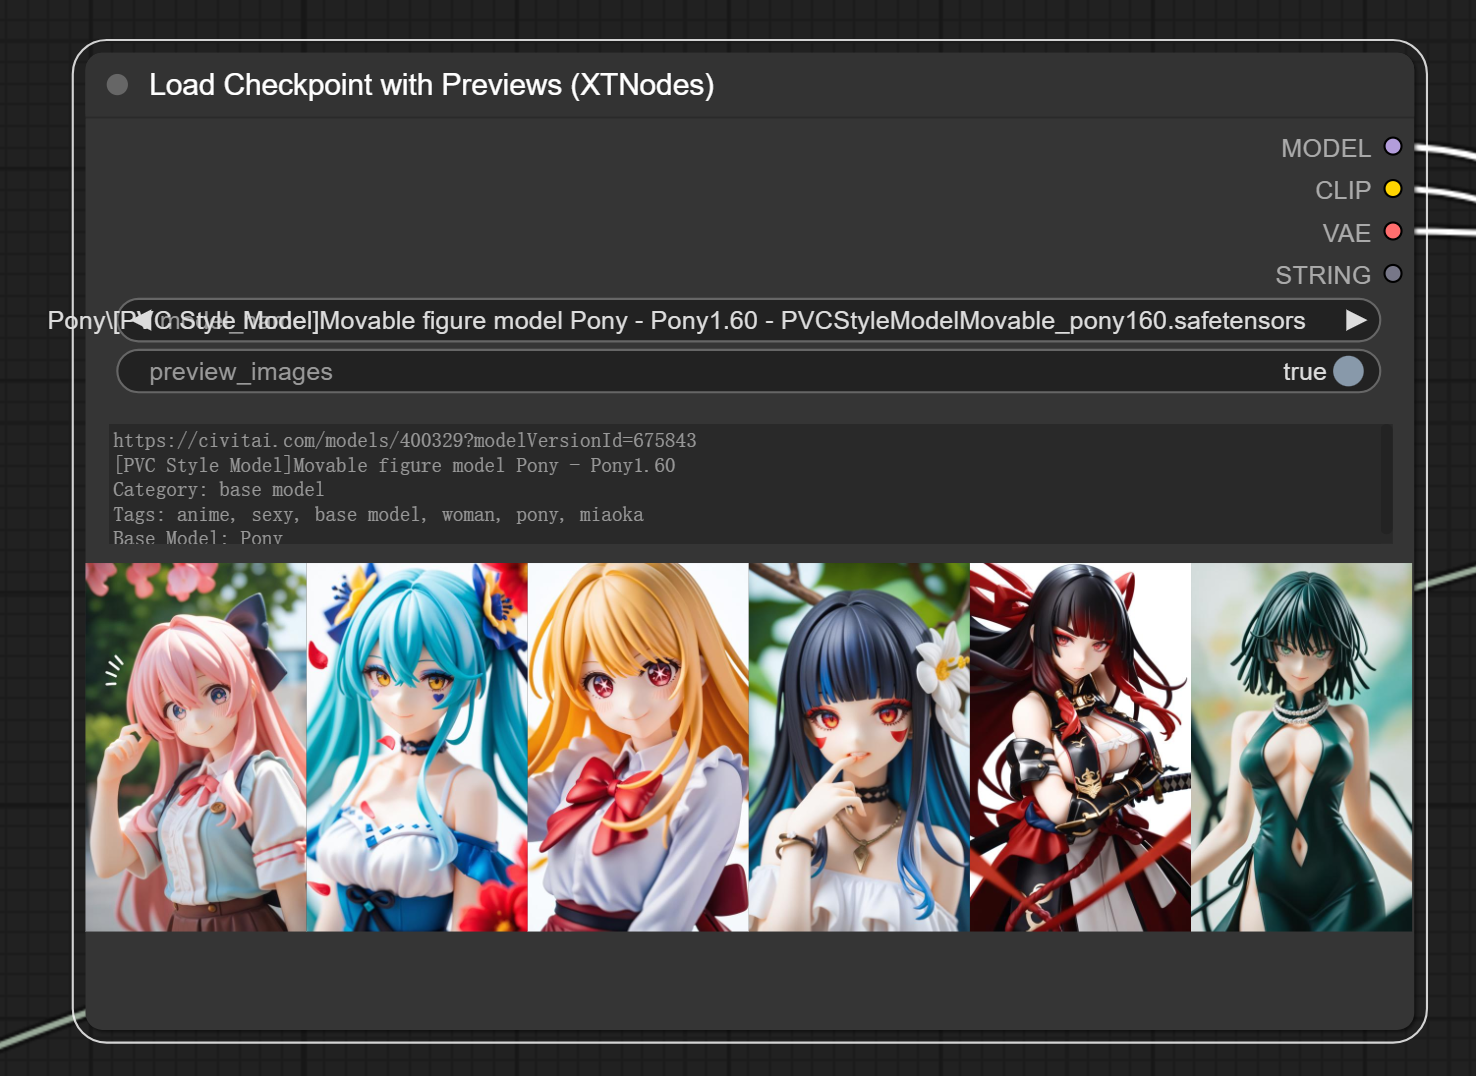 Load Checkpoint with Previews (XTNodes)
MODEL
CLIP
VAE
STRING
Pony\[PVC Style Model]Movable figure model Pony - Pony1.60 - PVCStyleModelMovable_pony160.safetensors
preview_images true
https://civitai.com/models/400329?modelVersionId=675843
[PVC Style Model]Movable figure model Pony - Pony1.60
Category: base model
Tags: anime, sexy, base model, woman, pony, miaoka
Base Model: Pony